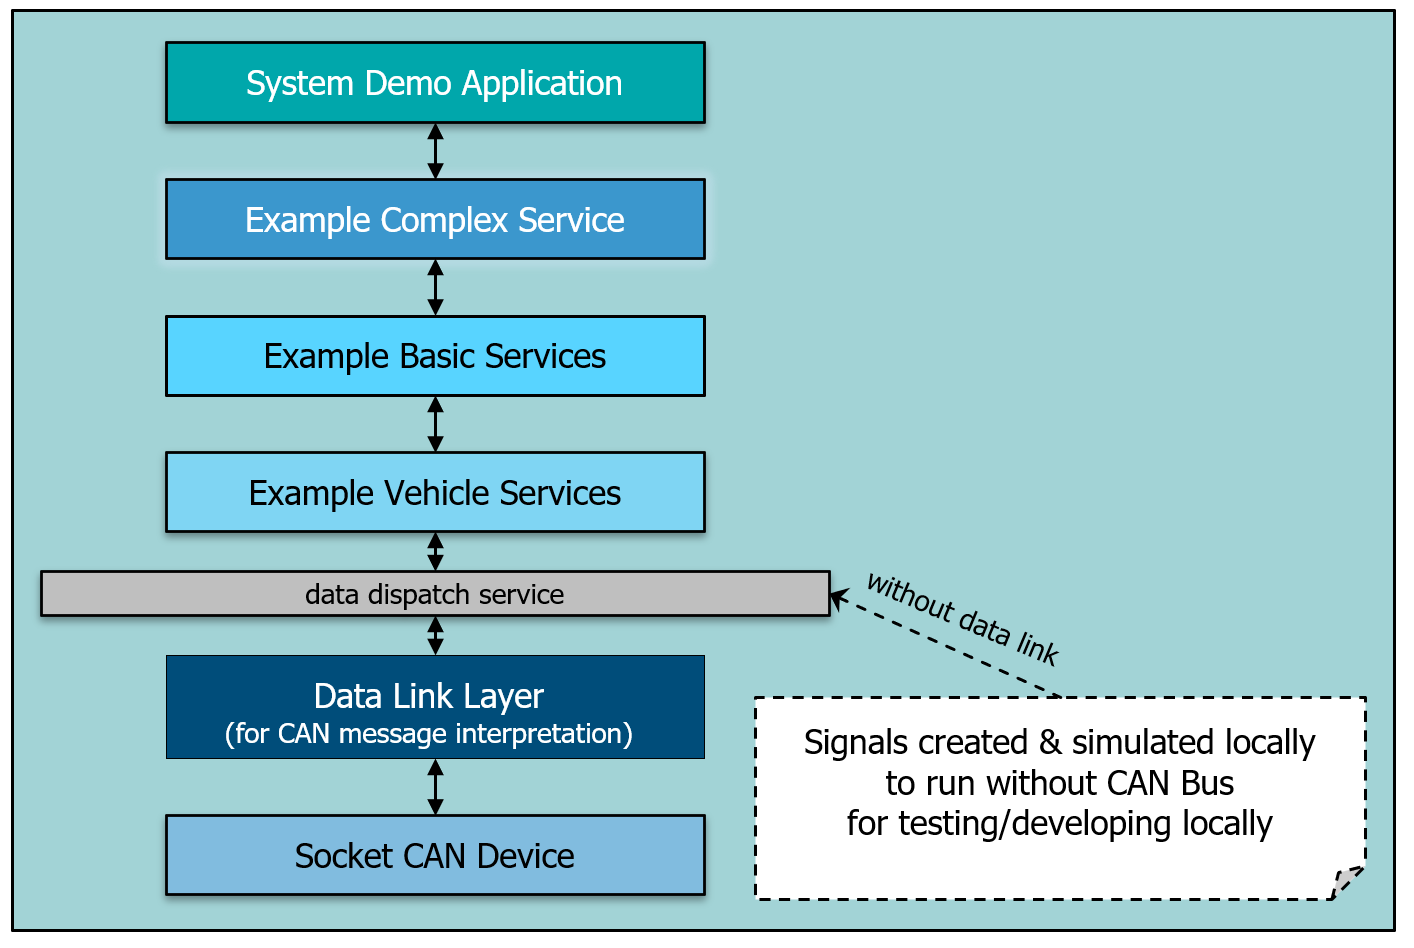 System Demo Application
Example Complex Service
Example Basic Services
Example Vehicle Services
data dispatch service
without data link
Data Link Layer
(for CAN message interpretation)
Signals created & simulated locally
to run without CAN Bus
for testing/developing locally
Socket CAN Device